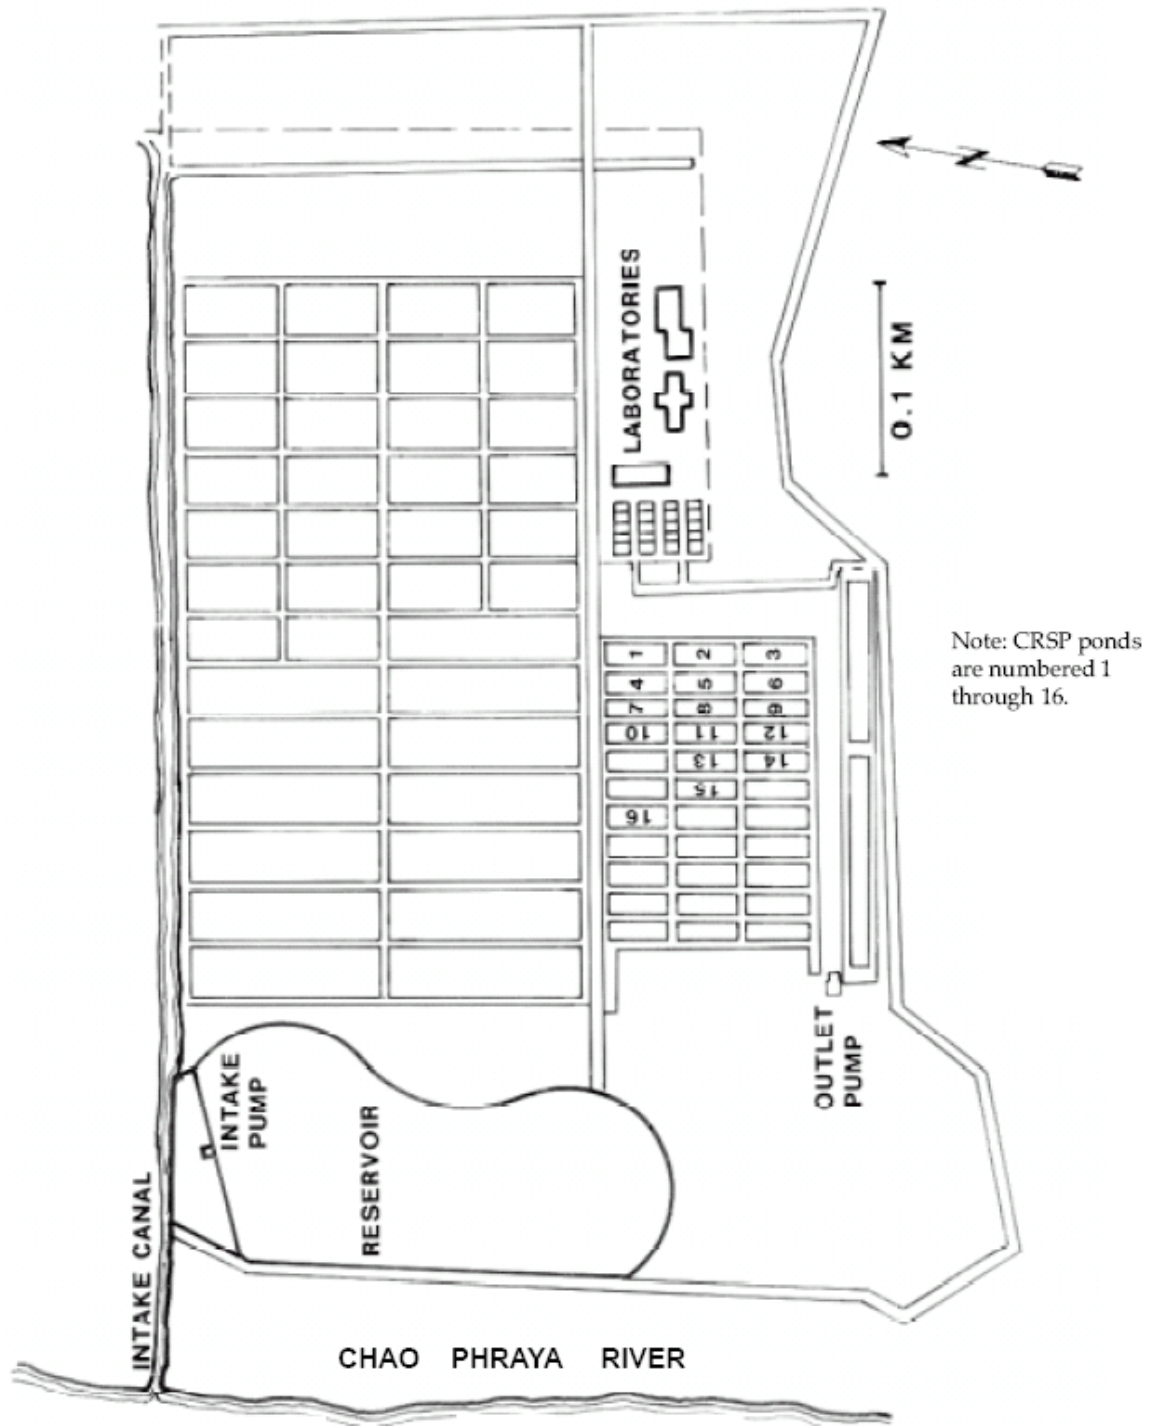 N
LABORATORIES
0.1 KM
Note: CRSP ponds
are numbered 1
through 16.
1 2 3
4 5 6
7 8 9
10 11 12
13 14
15
16
OUTLET
PUMP
INTAKE
PUMP
RESERVOIR
INTAKE CANAL
CHAO PHRAYA RIVER